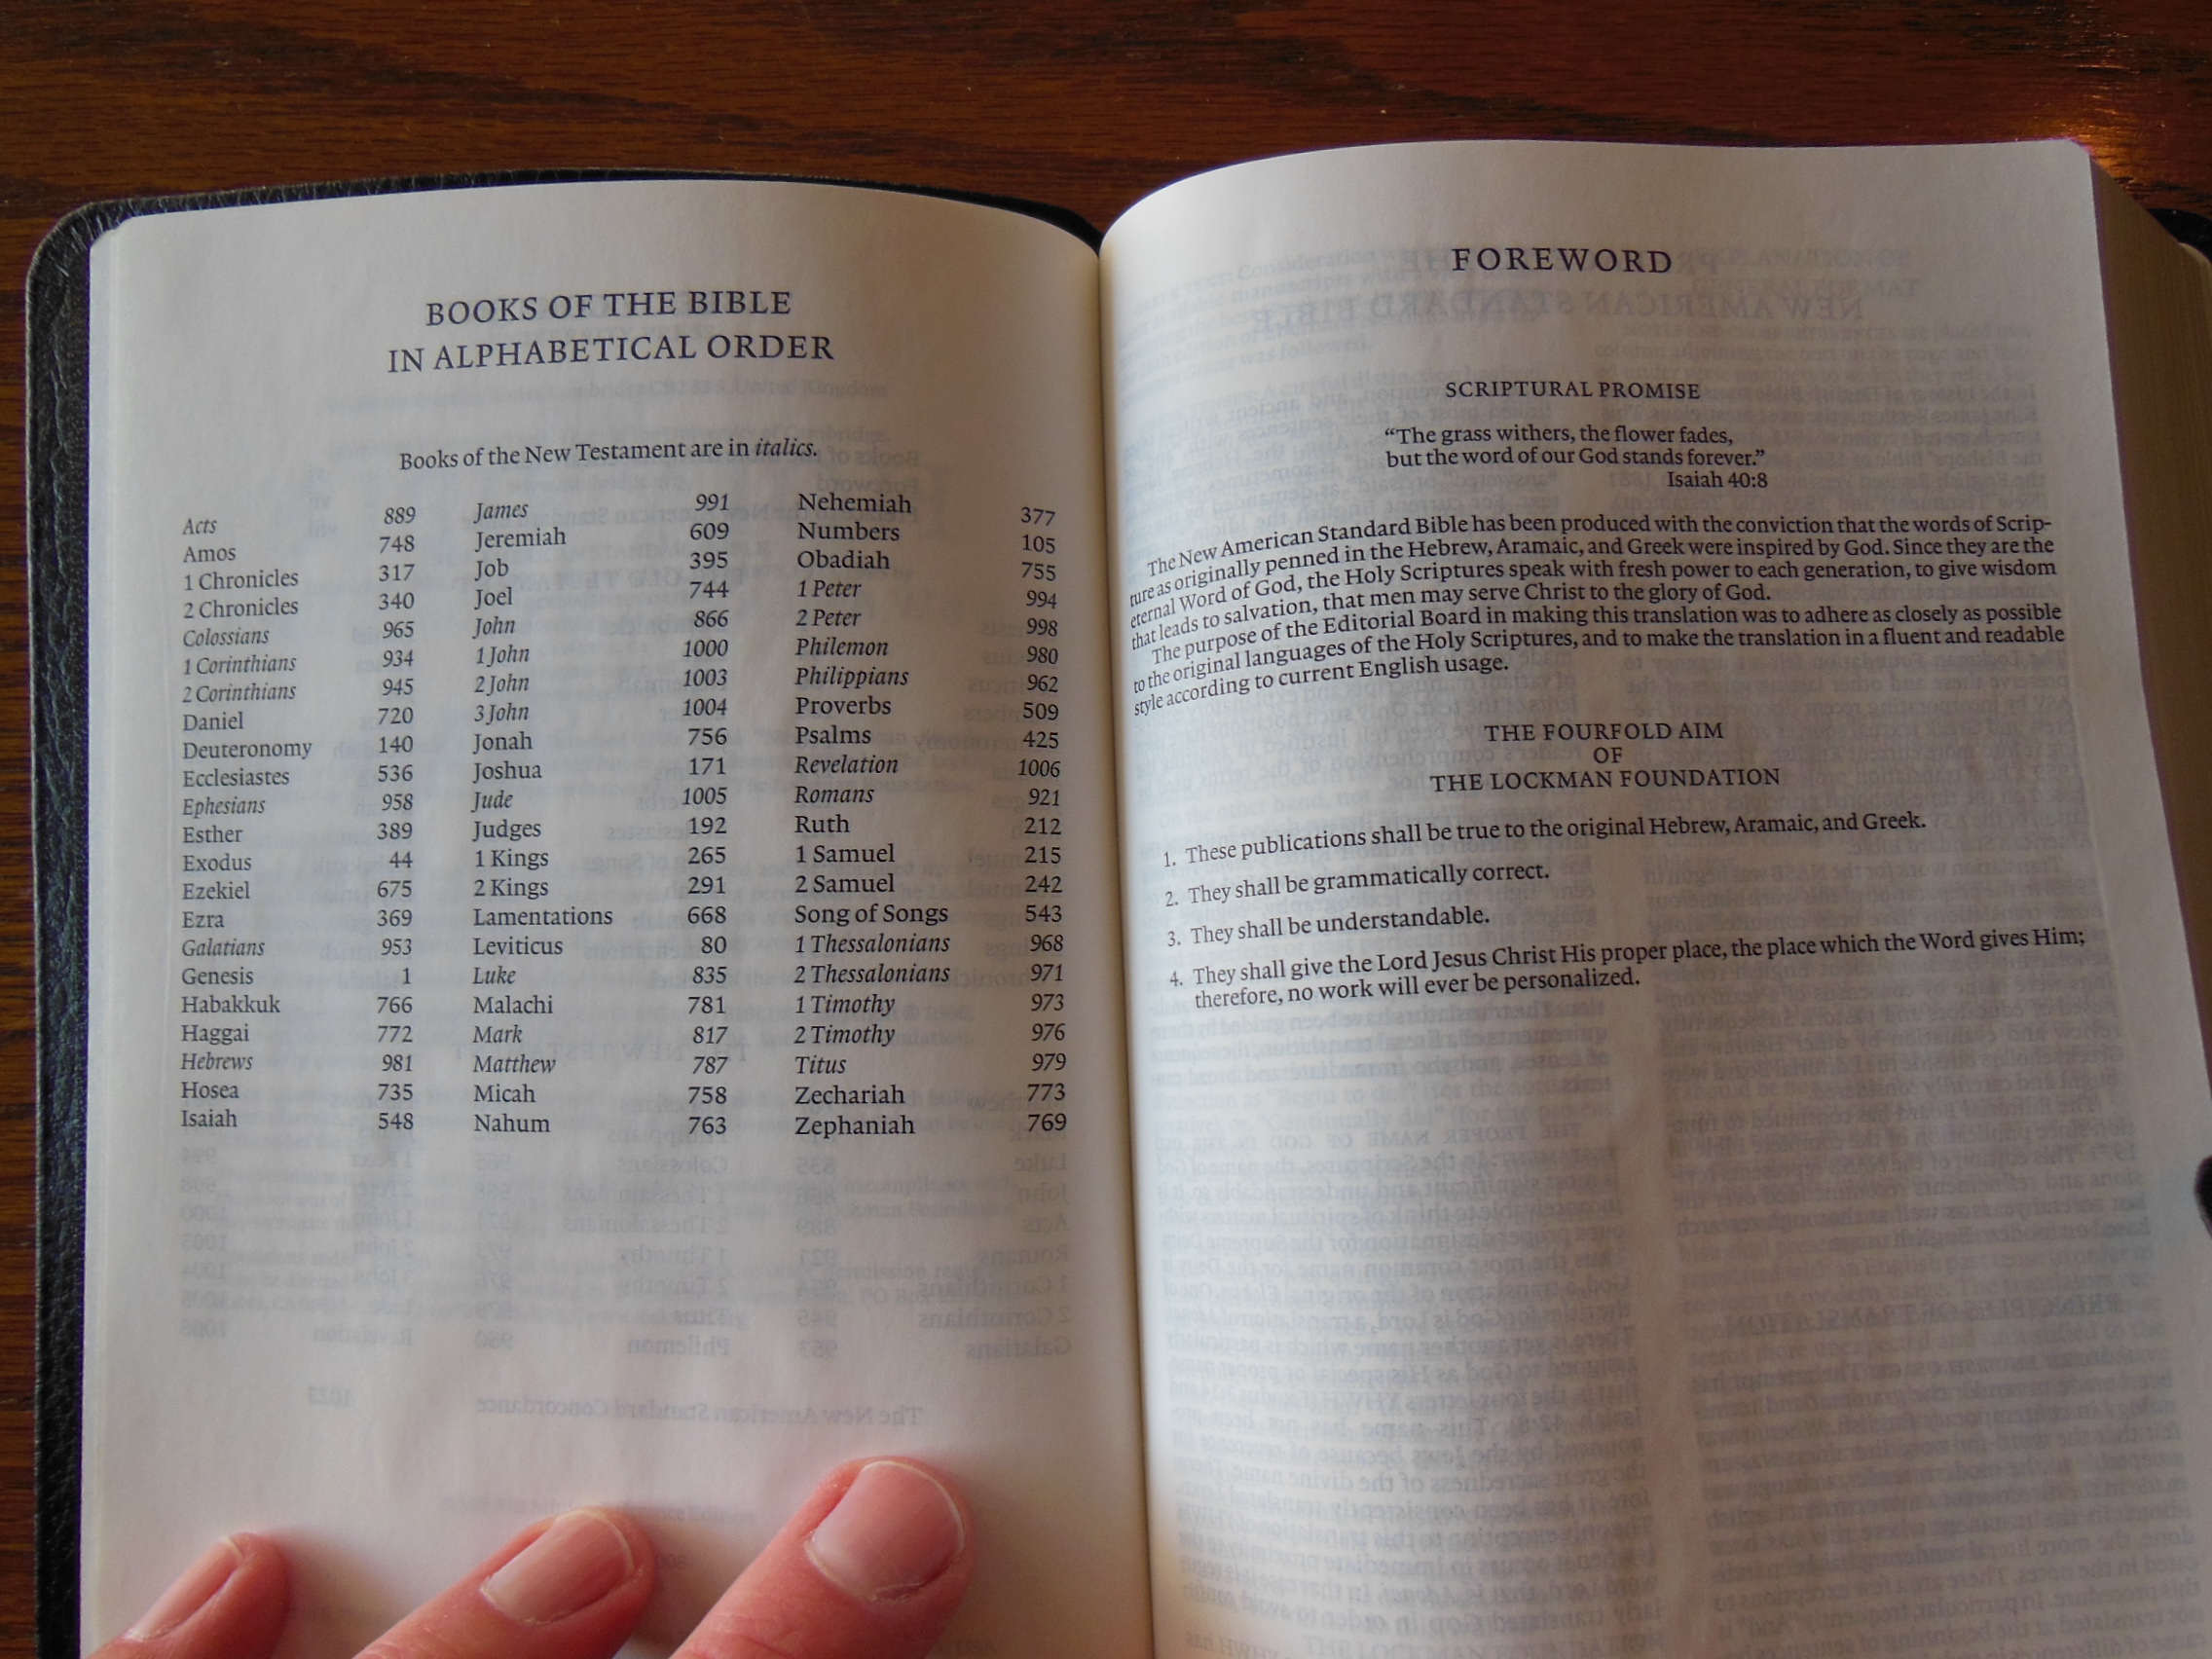 BOOKS OF THE BIBLE
IN ALPHABETICAL ORDER
Books of the New Testament are in italics.
Acts 889
Amos 748
1 Chronicles 317
2 Chronicles 340
Colossians 965
1 Corinthians 934
2 Corinthians 945
Daniel 720
Deuteronomy 140
Ecclesiastes 536
Ephesians 958
Esther 389
Exodus 44
Ezekiel 675
Ezra 369
Galatians 953
Genesis 1
Habakkuk 766
Haggai 772
Hebrews 981
Hosea 735
Isaiah 548
James 991
Jeremiah 609
Job 395
Joel 744
John 866
1 John 1000
2 John 1003
3 John 1004
Jonah 756
Joshua 171
Jude 1005
Judges 192
1 Kings 265
2 Kings 291
Lamentations 668
Leviticus 80
Luke 835
Malachi 781
Mark 817
Matthew 787
Micah 758
Nahum 763
Nehemiah 377
Numbers 105
Obadiah 755
1 Peter 994
2 Peter 998
Philemon 980
Philippians 962
Proverbs 509
Psalms 425
Revelation 1006
Romans 921
Ruth 212
1 Samuel 215
2 Samuel 242
Song of Songs 543
1 Thessalonians 968
2 Thessalonians 971
1 Timothy 973
2 Timothy 976
Titus 979
Zechariah 773
Zephaniah 769
FOREWORD
SCRIPTURAL PROMISE
“The grass withers, the flower fades,
but the word of our God stands forever.”
Isaiah 40:8
The New American Standard Bible has been produced with the conviction that the words of Scrip-
ture as originally penned in the Hebrew, Aramaic, and Greek were inspired by God. Since they are the
eternal Word of God, the Holy Scriptures speak with fresh power to each generation, to give wisdom
that leads to salvation, that men may serve Christ to the glory of God.
The purpose of the Editorial Board in making this translation was to adhere as closely as possible
to the original languages of the Holy Scriptures, and to make the translation in a fluent and readable
style according to current English usage.
THE FOURFOLD AIM
OF
THE LOCKMAN FOUNDATION
1. These publications shall be true to the original Hebrew, Aramaic, and Greek.
2. They shall be grammatically correct.
3. They shall be understandable.
4. They shall give the Lord Jesus Christ His proper place, the place which the Word gives Him;
therefore, no work will ever be personalized.